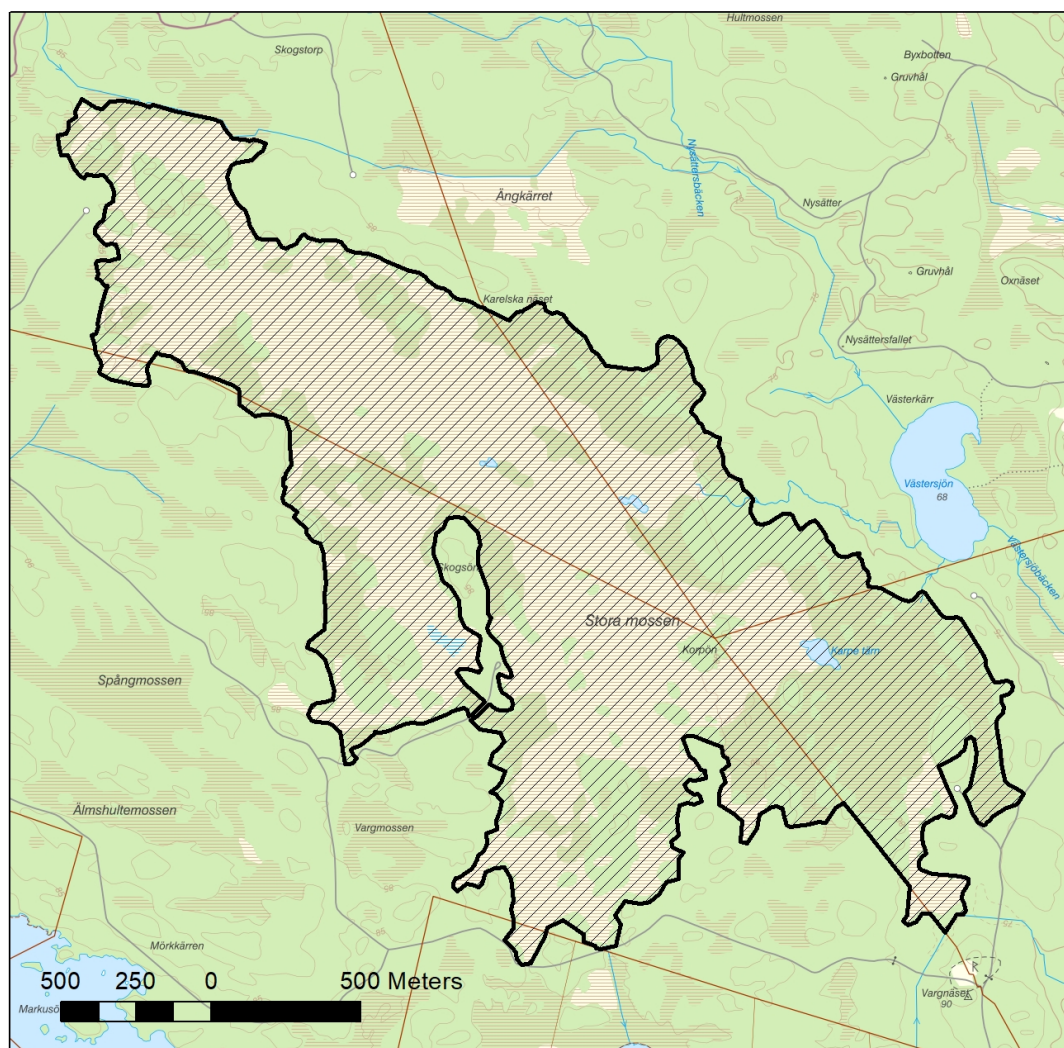 Hultmossen
Skogstorp
Byxbotten
Gruvhål
Nysättersbäcken
Ängkärret
Nysätter
Gruvhål
Oxnäset
Karelska näset
Nysättersfallet
Västerkärr
Västersjön
68
Västersjöbäcken
Skogsön
Stora mossen
Korpön
Karpe tärn
Spångmossen
Älmshultemossen
Vargmossen
Mörkkärren
Vargnäset
90
500 250 0 500 Meters